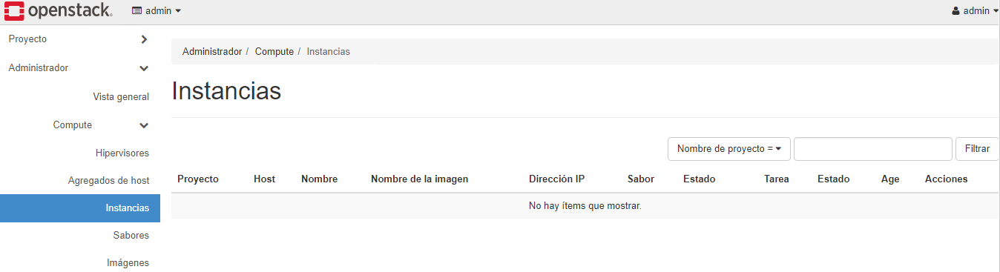 openstack. admin admin
Proyecto
Administrador / Compute / Instancias
Administrador
Vista general
Instancias
Compute
Hipervisores
Nombre de proyecto = Filtrar
Agregados de host
Proyecto Host Nombre Nombre de la imagen Dirección IP Sabor Estado Tarea Estado Age Acciones
Instancias
No hay ítems que mostrar.
Sabores
Imágenes